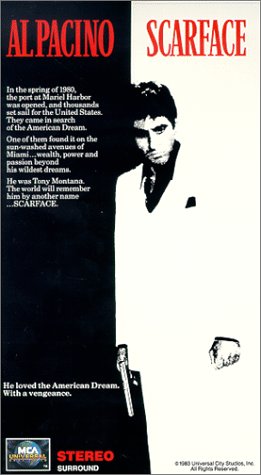 AL PACINO SCARFACE
In the spring of 1980,
the port at Mariel Harbor
was opened, and thousands
set sail for the United States.
They came in search
of the American Dream.
One of them found it on the
sun-washed avenues of
Miami...wealth, power and
passion beyond
his wildest dreams.
He was Tony Montana.
The world will remember
him by another name
...SCARFACE.
He loved the American Dream.
With a vengeance.
MCA
UNIVERSAL
STEREO
SURROUND
©1983 Universal City Studios, Inc.
All Rights Reserved.